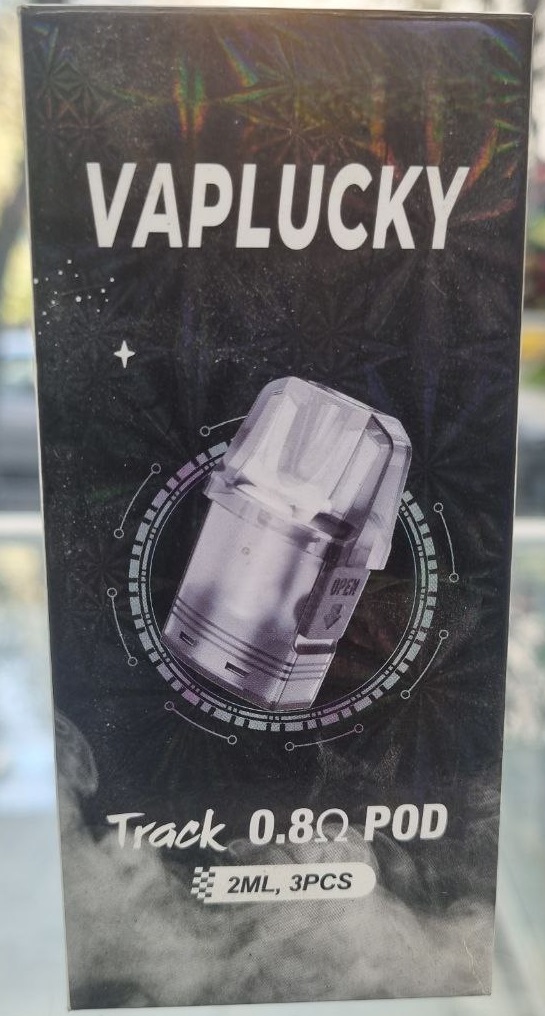 VAPLUCKY
OPEN
Track 0.8Ω POD
2ML, 3PCS